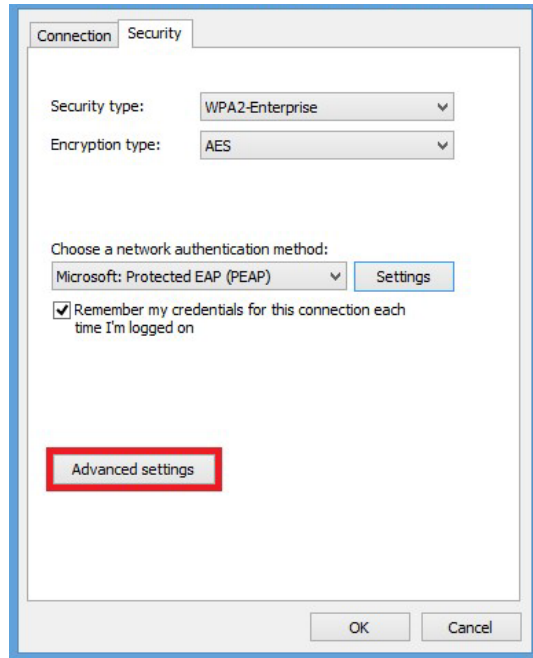 Connection Security
Security type: WPA2-Enterprise
Encryption type: AES
Choose a network authentication method:
Microsoft: Protected EAP (PEAP) Settings
Remember my credentials for this connection each
time I'm logged on
Advanced settings
OK Cancel